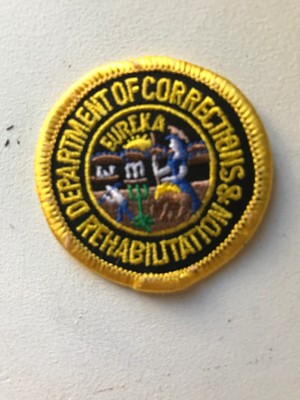 DEPARTMENT OF CORRECTIONS &
REHABILITATION
EUREKA